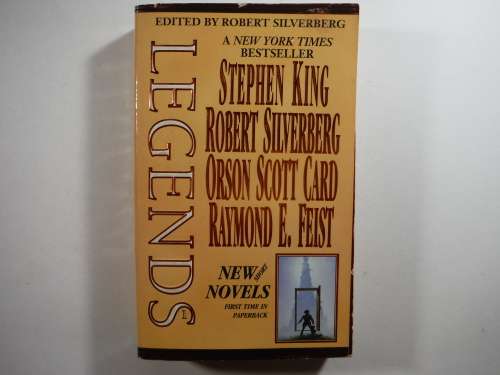 EDITED BY ROBERT SILVERBERG
LEGENDS
A NEW YORK TIMES
BESTSELLER
STEPHEN KING
ROBERT SILVERBERG
ORSON SCOTT CARD
RAYMOND E. FEIST
NEW SHORT
NOVELS
FIRST TIME IN
PAPERBACK